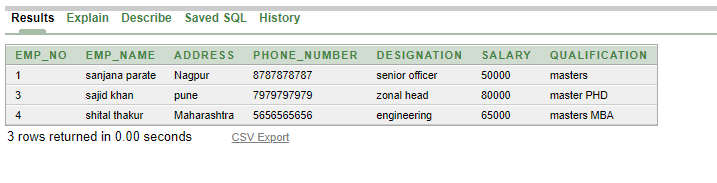 Results Explain Describe Saved SQL History
EMP_NO EMP_NAME ADDRESS PHONE_NUMBER DESIGNATION SALARY QUALIFICATION
1 sanjana parate Nagpur 8787878787 senior officer 50000 masters
3 sajid khan pune 7979797979 zonal head 80000 master PHD
4 shital thakur Maharashtra 5656565656 engineering 65000 masters MBA
3 rows returned in 0.00 seconds CSV Export